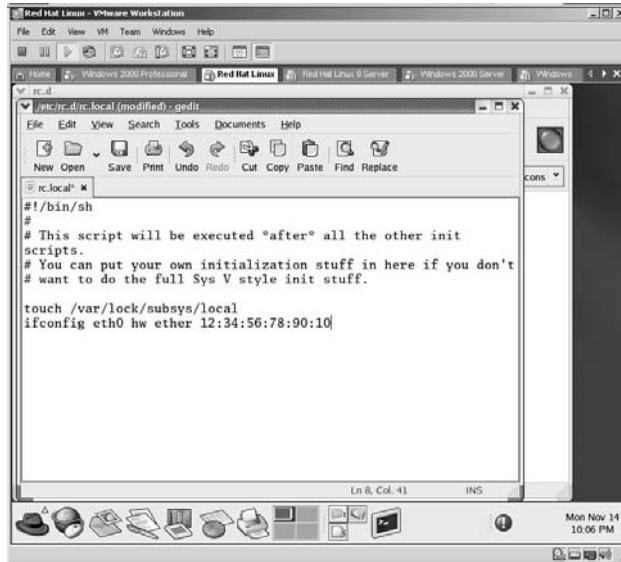 Red Hat Linux - VMware Workstation
File Edit View VM Team Windows Help
Home Windows 2000 Professional Red Hat Linux Red Hat Linux 8 Server Windows 2000 Server Windows
rc.d
/etc/rc.d/rc.local (modified) - gedit
File Edit View Search Tools Documents Help
New Open Save Print Undo Redo Cut Copy Paste Find Replace
cons
rc.local*
#!/bin/sh
#
# This script will be executed *after* all the other init
scripts.
# You can put your own initialization stuff in here if you don't
# want to do the full Sys V style init stuff.
touch /var/lock/subsys/local
ifconfig eth0 hw ether 12:34:56:78:90:10
Ln 8, Col. 41 INS
Mon Nov 14
10:06 PM